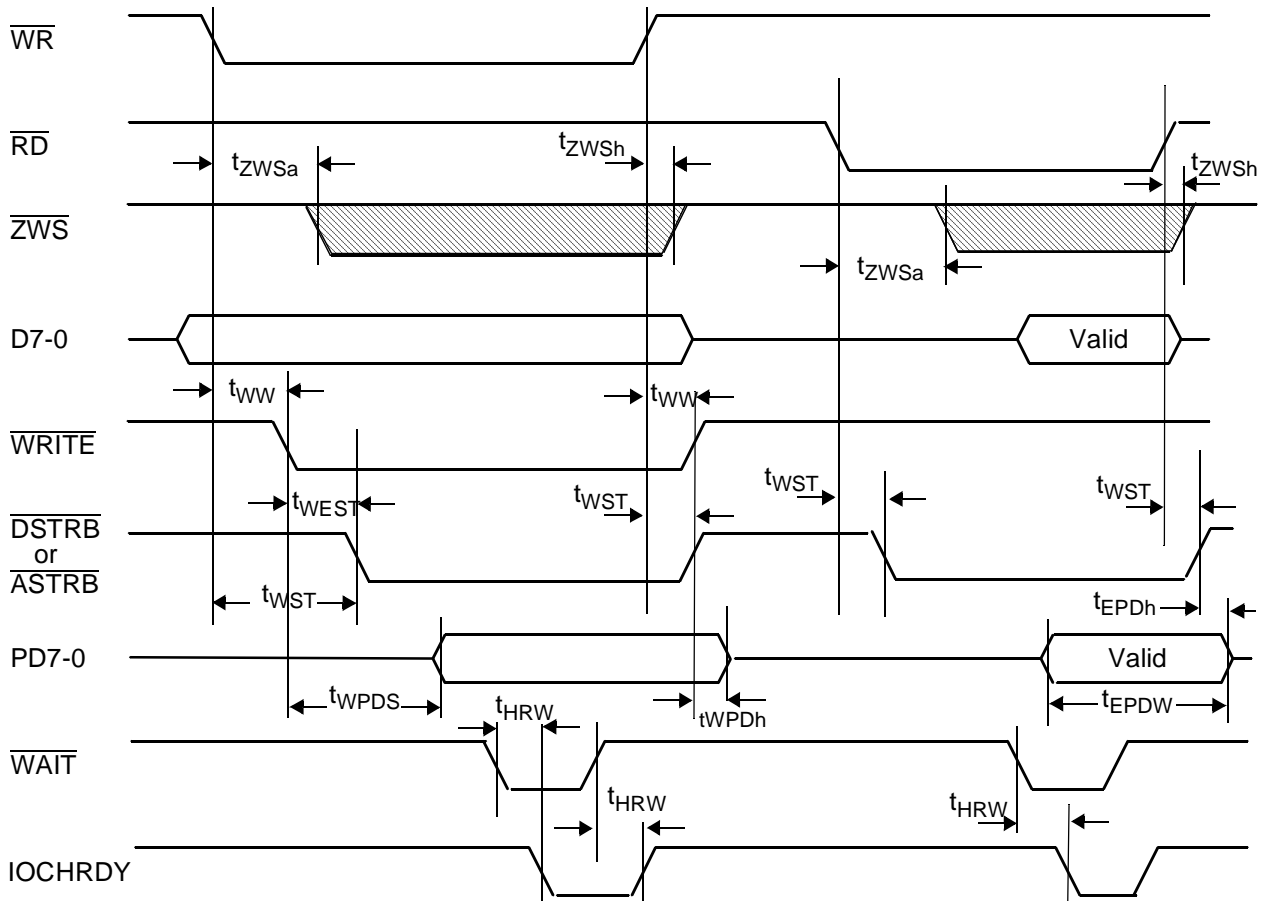 WR
RD
tZWSa
tZWSh
tZWSh
ZWS
tZWSa
D7-0
Valid
tWW
tWW
WRITE
tWEST
tWST
tWST
tWST
DSTRB
or
ASTRB
tWST
tEPDh
PD7-0
Valid
tWPDS
tHRW
tWPDh
tEPDW
WAIT
tHRW
tHRW
IOCHRDY